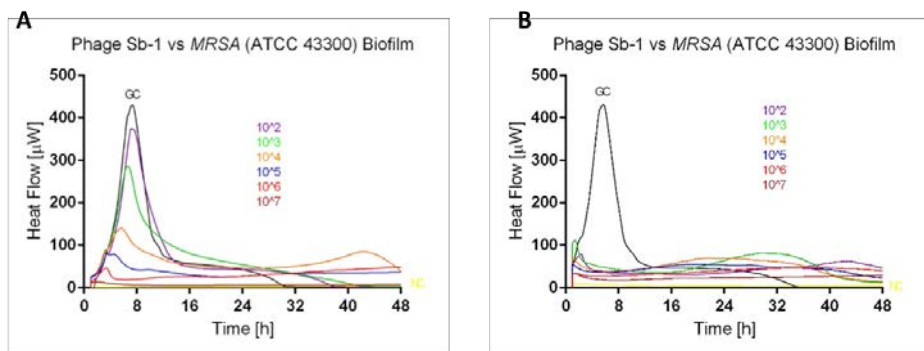 A
Phage Sb-1 vs MRSA (ATCC 43300) Biofilm
500
400
300
200
100
0
Heat Flow [µW]
GC
10^2
10^3
10^4
10^5
10^6
10^7
NC
0 8 16 24 32 40 48
Time [h]
B
Phage Sb-1 vs MRSA (ATCC 43300) Biofilm
500
400
300
200
100
0
Heat Flow [µW]
GC
10^2
10^3
10^4
10^5
10^6
10^7
NC
0 8 16 24 32 40 48
Time [h]